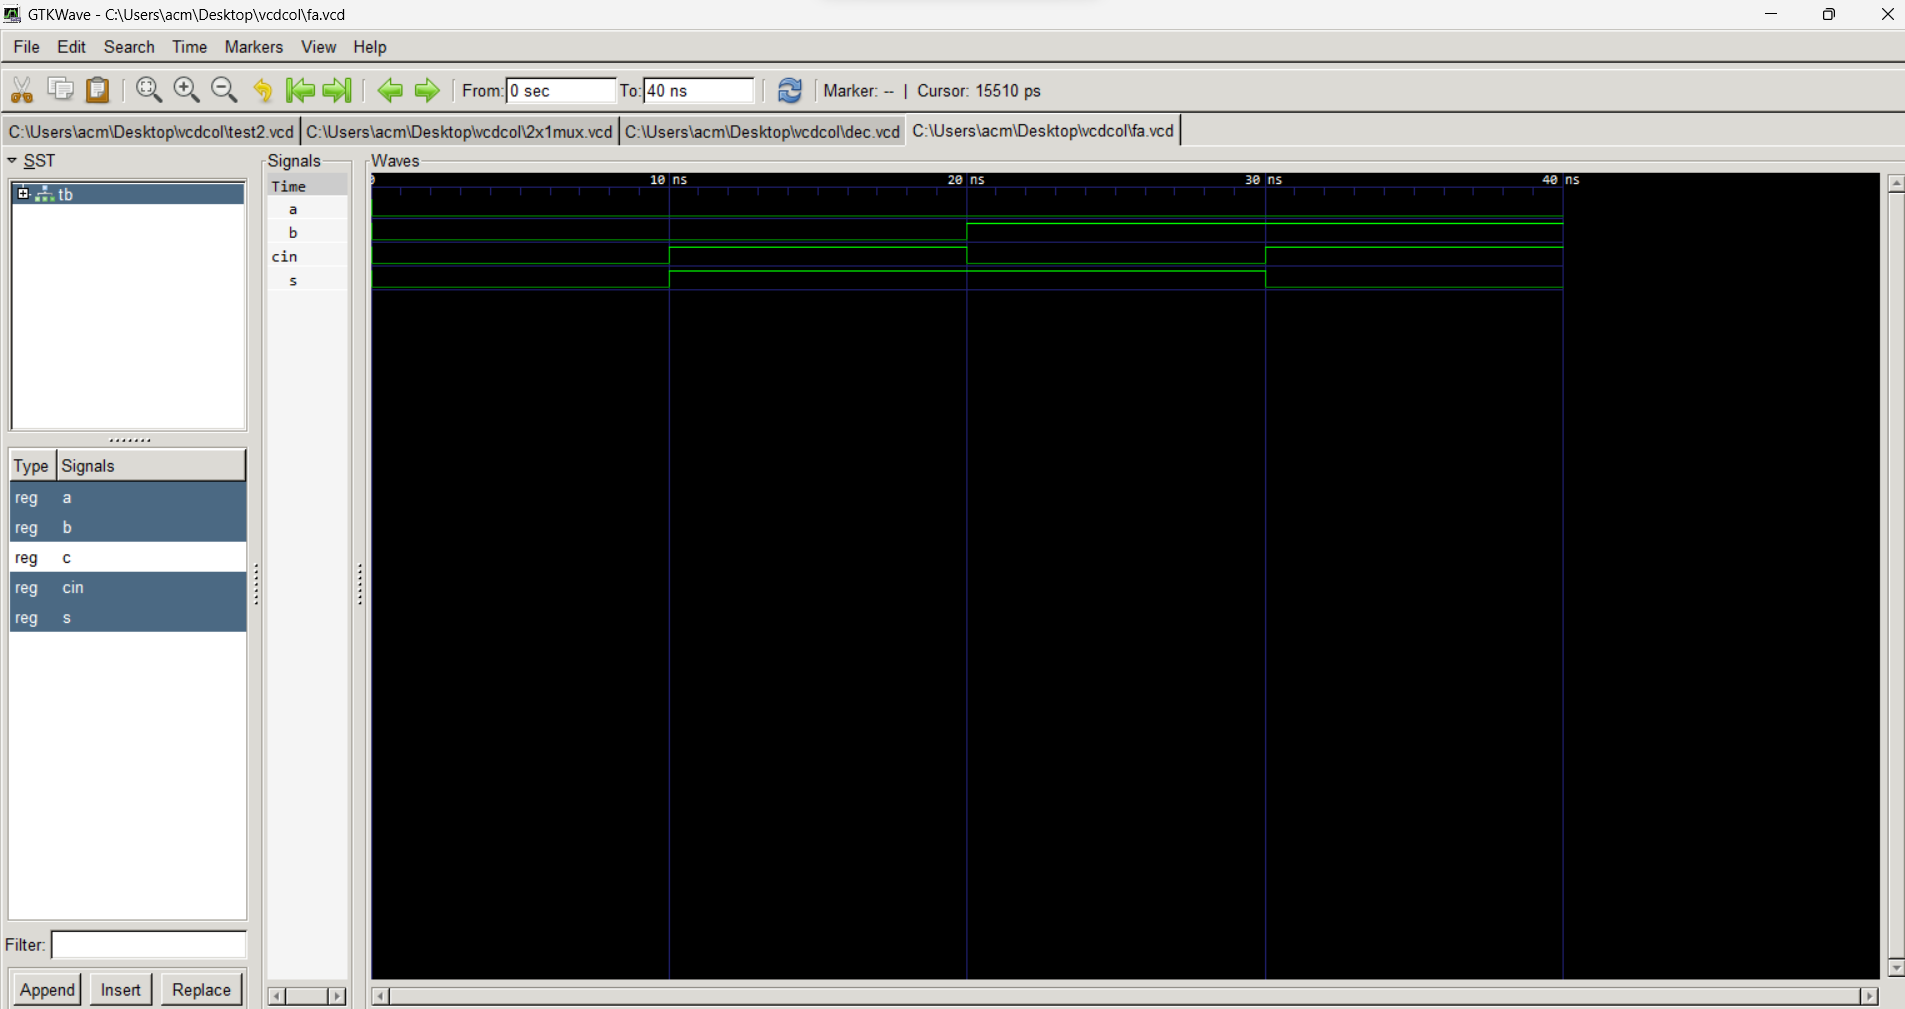 GTKWave - C:\Users\acm\Desktop\vcdcol\fa.vcd
File Edit Search Time Markers View Help
From: 0 sec To: 40 ns Marker: -- | Cursor: 15510 ps
C:\Users\acm\Desktop\vcdcol\test2.vcd C:\Users\acm\Desktop\vcdcol\2x1mux.vcd C:\Users\acm\Desktop\vcdcol\dec.vcd C:\Users\acm\Desktop\vcdcol\fa.vcd
SST
tb
Type Signals
reg a
reg b
reg c
reg cin
reg s
Filter:
Append Insert Replace
Signals
Time
a
b
cin
s
Waves
0 10 ns 20 ns 30 ns 40 ns